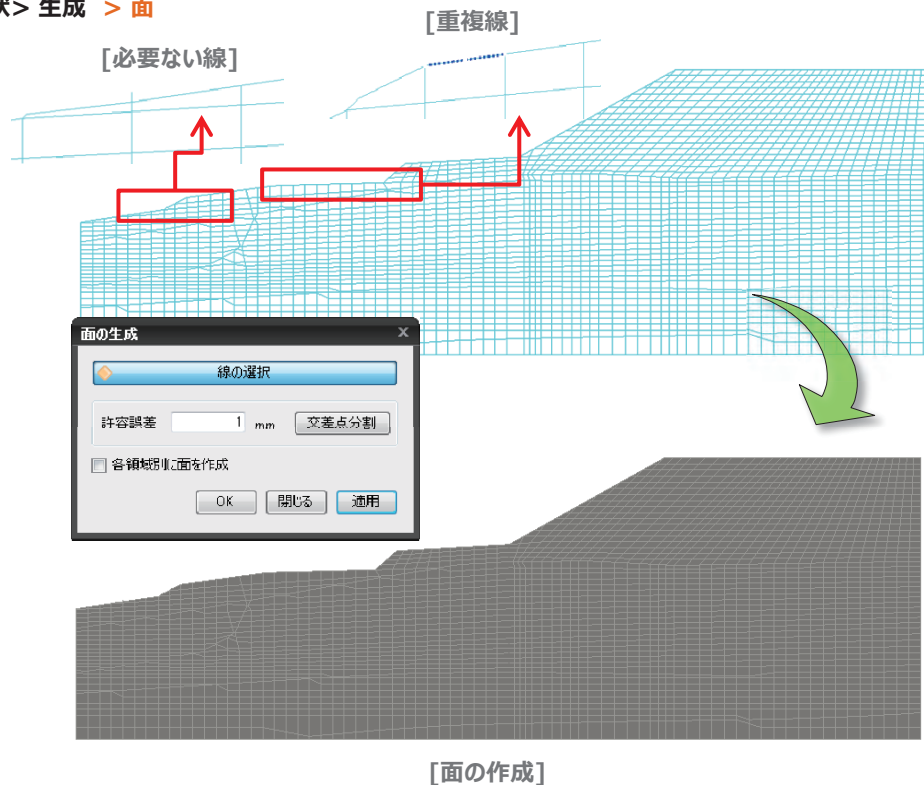 状> 生成 > 面
[重複線]
[必要ない線]
面の生成 x
線の選択
許容誤差 1 mm 交差点分割
各領域別に面を作成
OK 閉じる 適用
[面の作成]